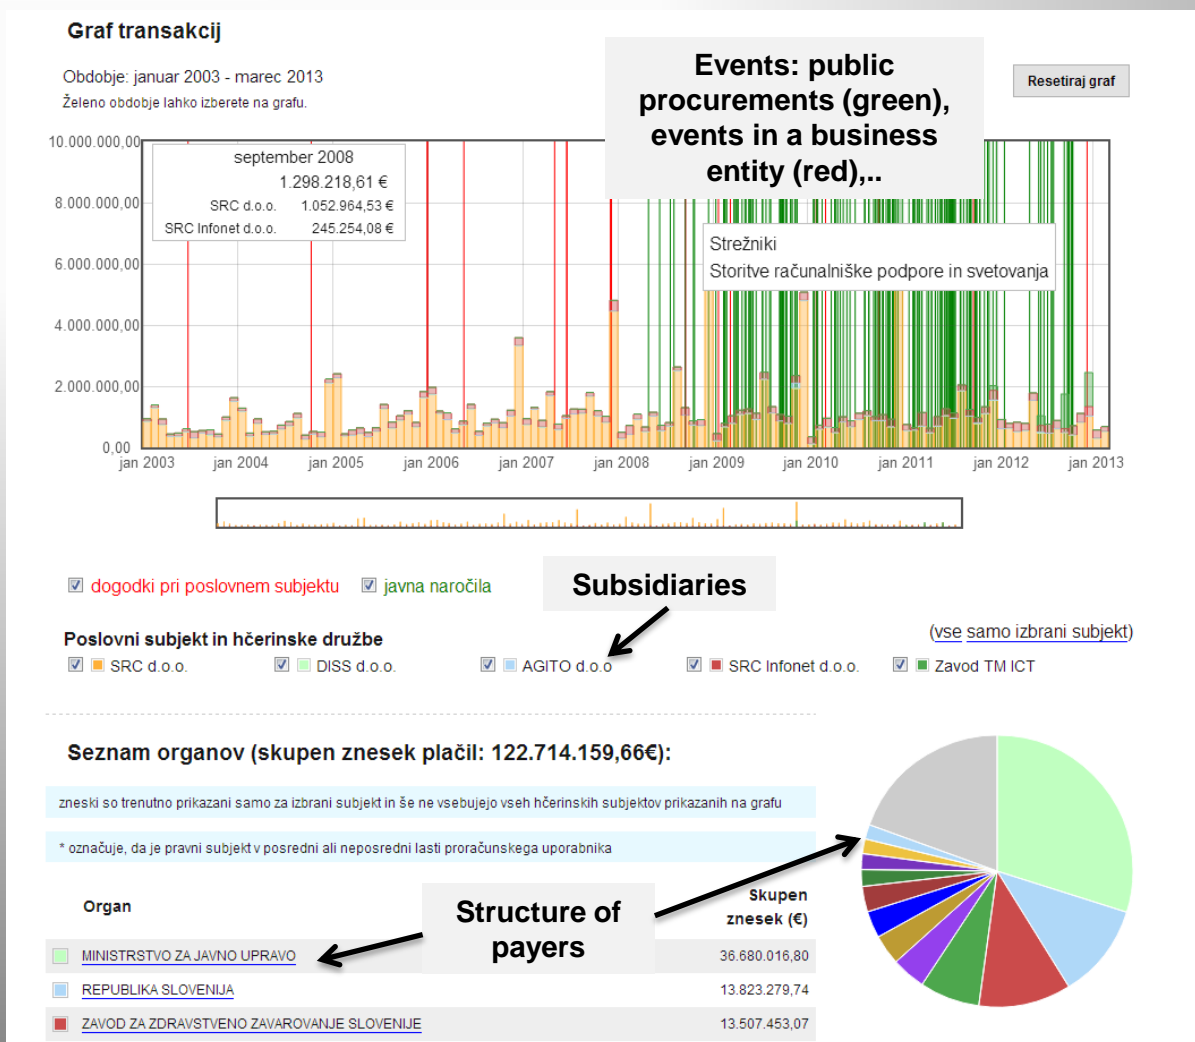 Graf transakcij
Obdobje: januar 2003 - marec 2013
Želeno obdobje lahko izberete na grafu.
Events: public
procurements (green),
events in a business
entity (red),..
Resetiraj graf
10.000.000,00
8.000.000,00
6.000.000,00
4.000.000,00
2.000.000,00
0,00
september 2008
1.298.218,61 €
SRC d.o.o. 1.052.964,53 €
SRC Infonet d.o.o. 245.254,08 €
Strežniki
Storitve računalniške podpore in svetovanja
jan 2003 jan 2004 jan 2005 jan 2006 jan 2007 jan 2008 jan 2009 jan 2010 jan 2011 jan 2012 jan 2013
dogodki pri poslovnem subjektu javna naročila
Subsidiaries
Poslovni subjekt in hčerinske družbe
(vse samo izbrani subjekt)
SRC d.o.o. DISS d.o.o. AGITO d.o.o SRC Infonet d.o.o. Zavod TM ICT
Seznam organov (skupen znesek plačil: 122.714.159,66€):
zneski so trenutno prikazani samo za izbrani subjekt in še ne vsebujejo vseh hčerinskih subjektov prikazanih na grafu
* označuje, da je pravni subjekt v posredni ali neposredni lasti proračunskega uporabnika
Organ
Skupen
znesek (€)
Structure of
payers
MINISTRSTVO ZA JAVNO UPRAVO 36.680.016,80
REPUBLIKA SLOVENIJA 13.823.279,74
ZAVOD ZA ZDRAVSTVENO ZAVAROVANJE SLOVENIJE 13.507.453,07